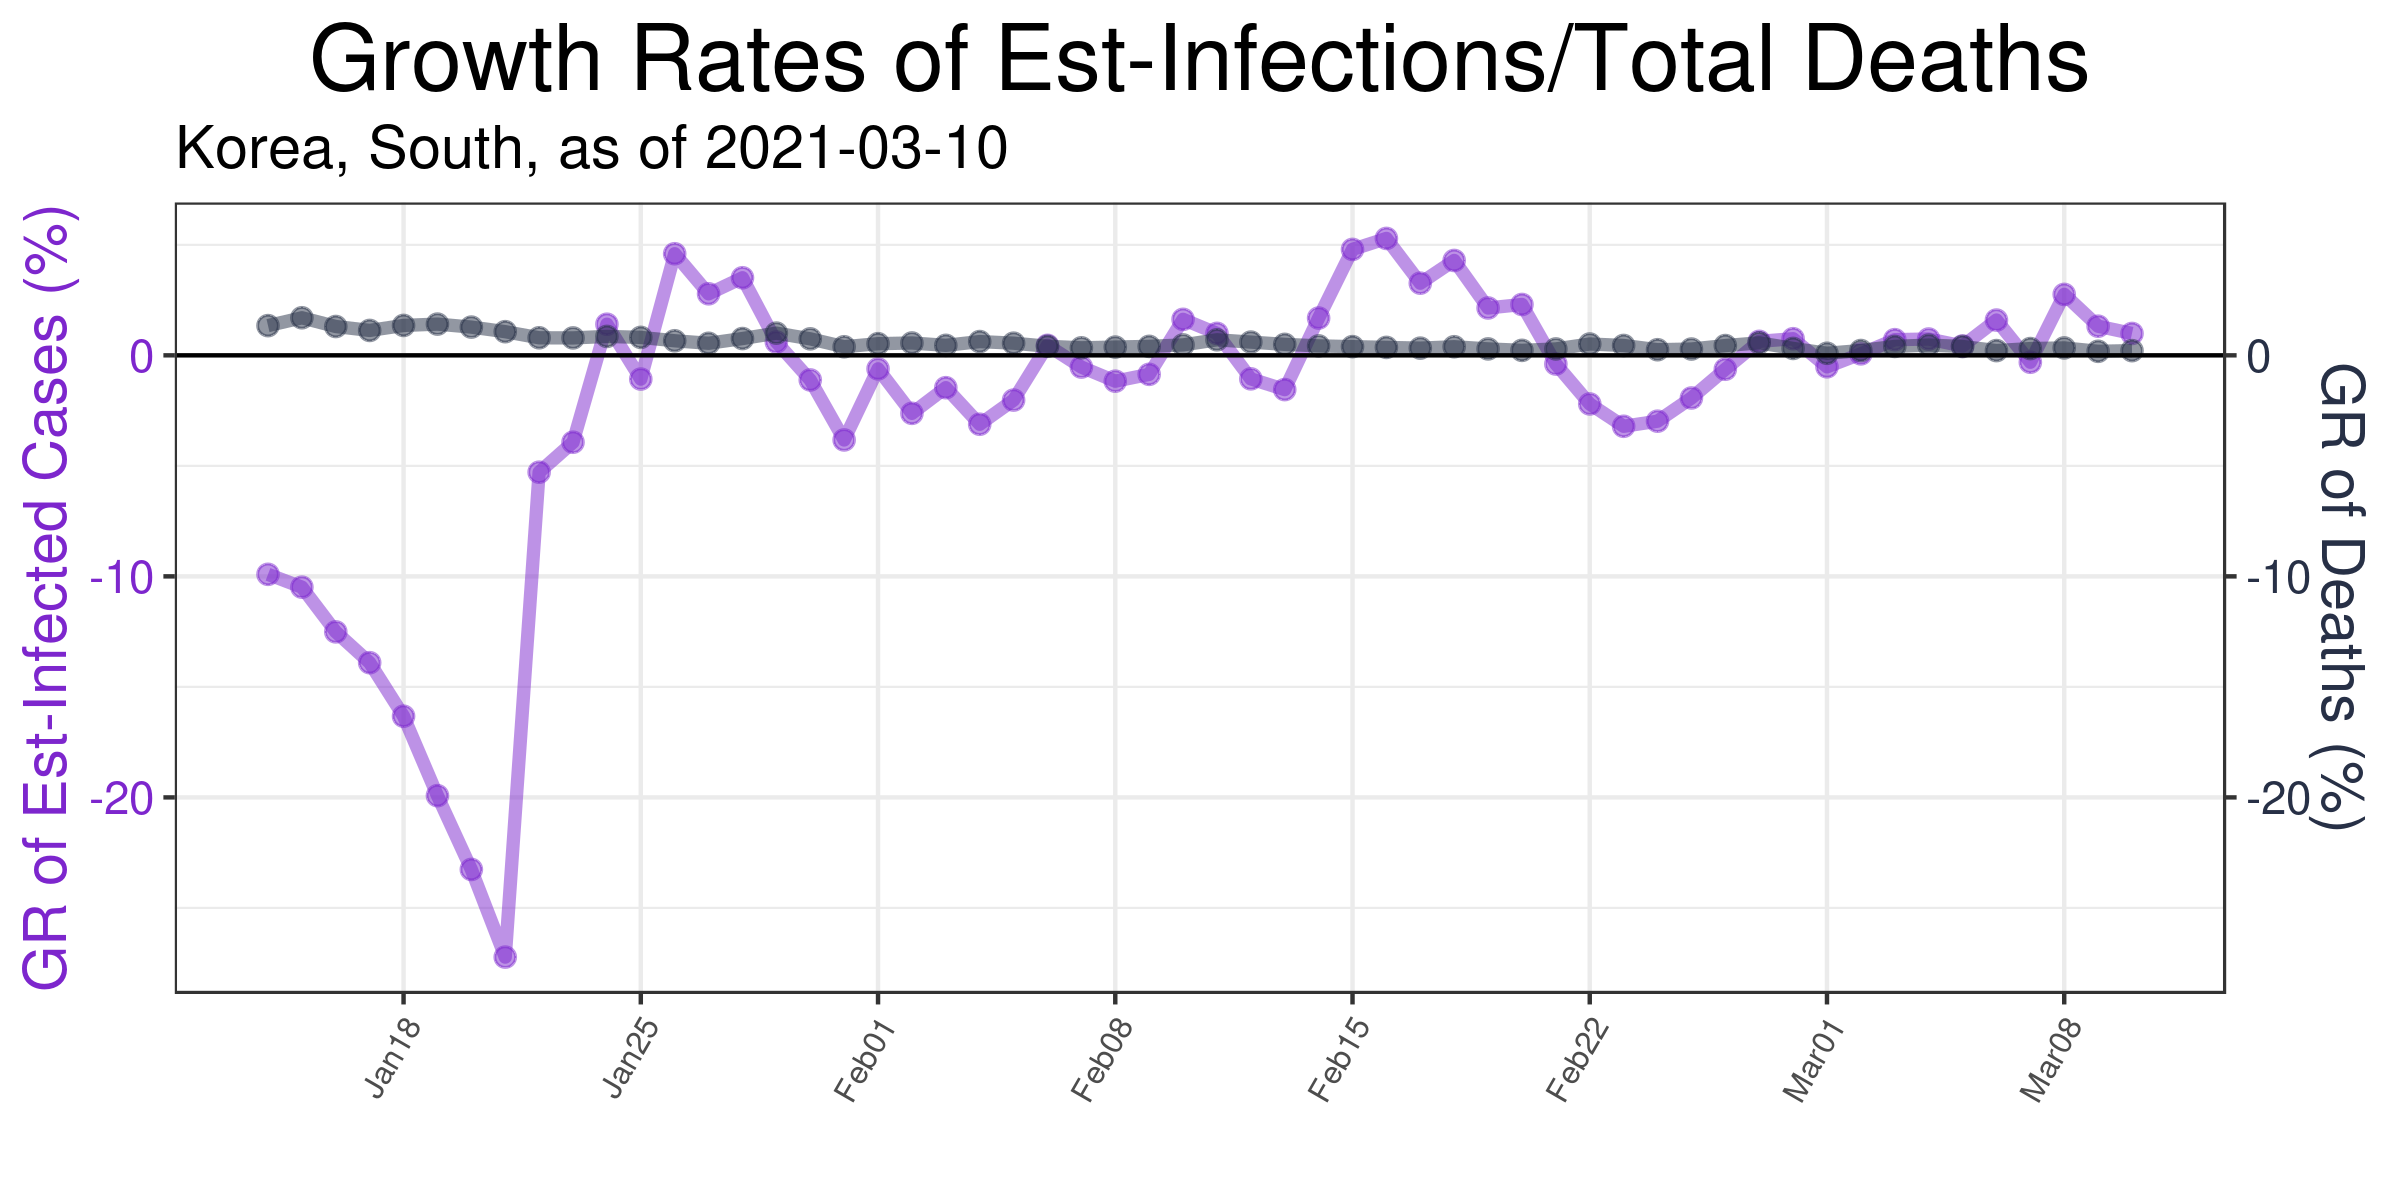 Growth Rates of Est-Infections/Total Deaths
Korea, South, as of 2021-03-10
GR of Est-Infected Cases (%)
0
-10
-20
0
-10
-20
GR of Deaths (%)
Jan18
Jan25
Feb01
Feb08
Feb15
Feb22
Mar01
Mar08